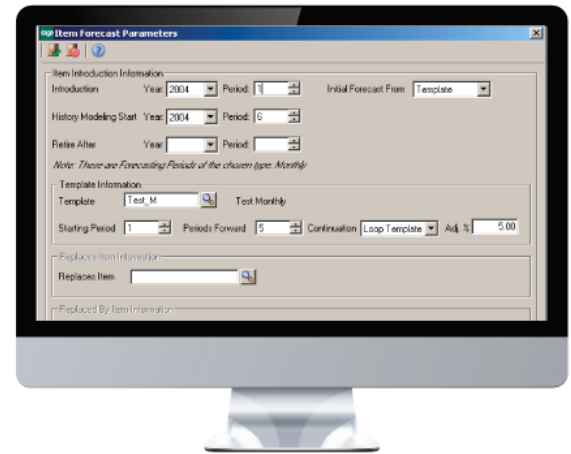 sage Item Forecast Parameters
Item Introduction Information
Introduction Year: 2004 Period: 1 Initial Forecast From Template
History Modeling Start Year: 2004 Period: 6
Retire After Year: Period:
Note: These are Forecasting Periods of the chosen type: Monthly
Template Information
Template Test_M Test Monthly
Starting Period 1 Periods Forward 5 Continuation Loop Template Adj. % 5.00
Replaces Item Information
Replaces Item
Replaced By Item Information